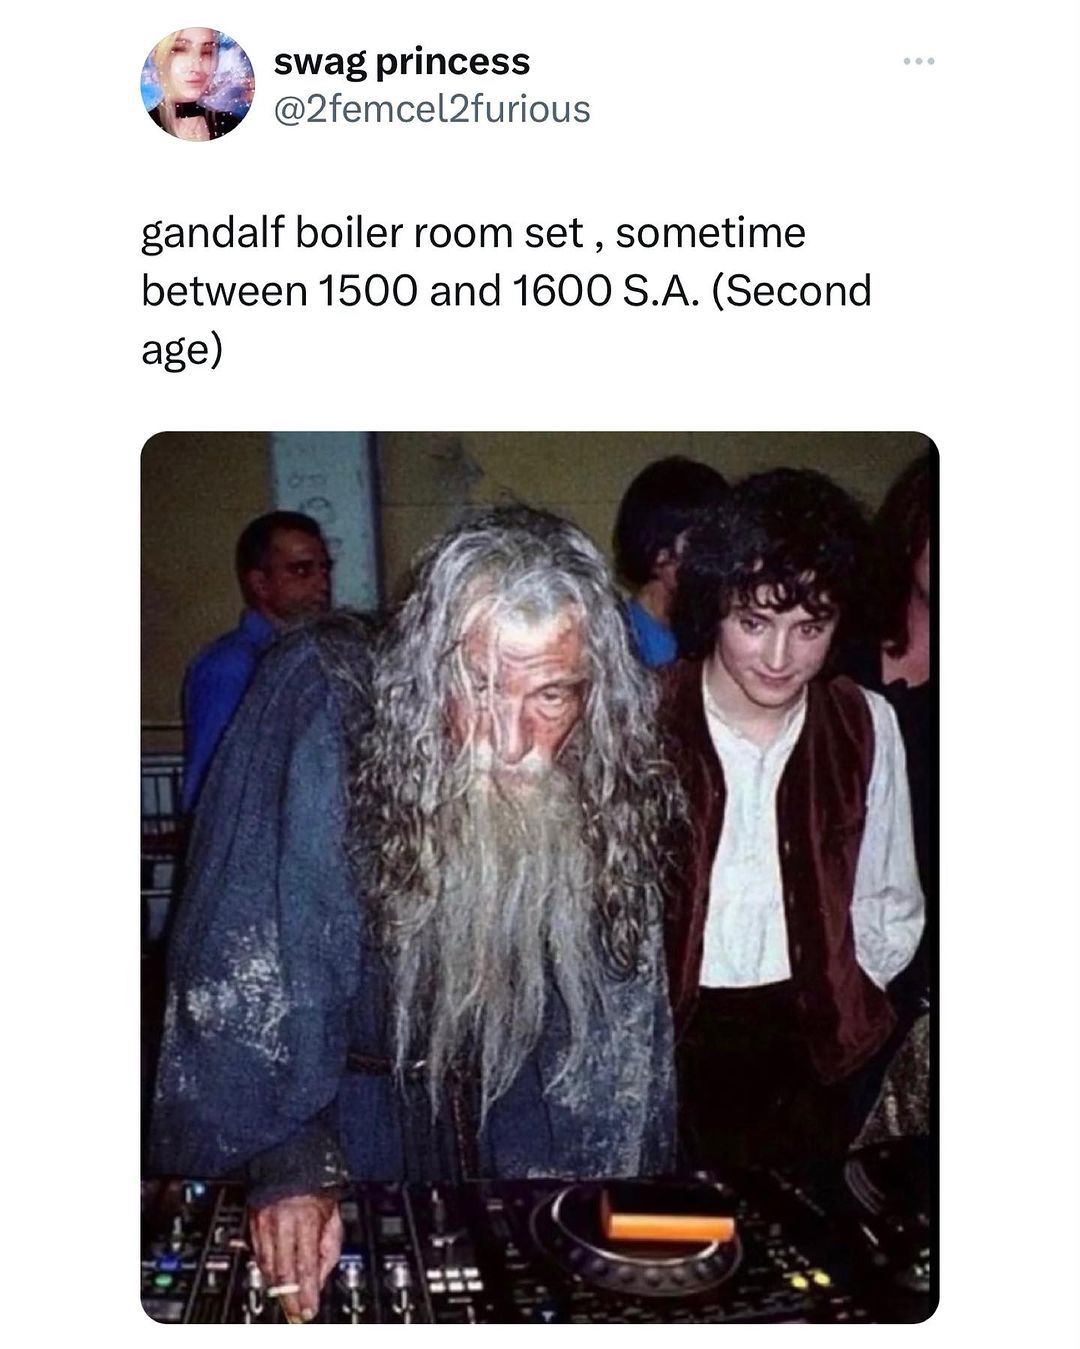 swag princess
@2femcel2furious
gandalf boiler room set , sometime
between 1500 and 1600 S.A. (Second
age)